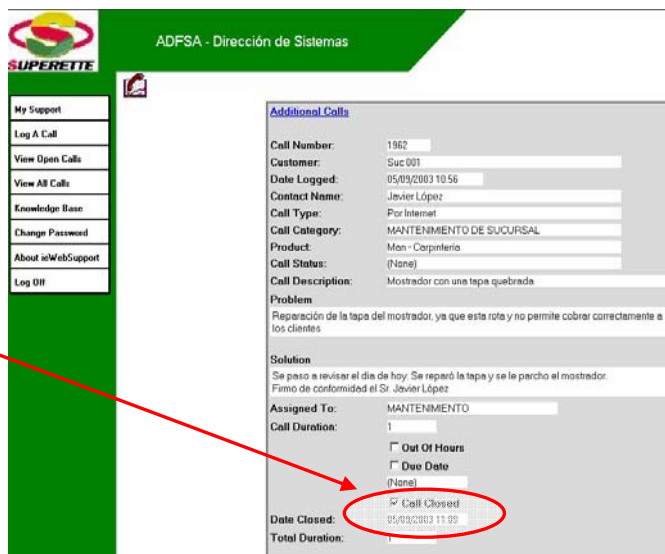 SUPERETTE
ADFSA - Dirección de Sistemas
My Support
Log A Call
View Open Calls
View All Calls
Knowledge Base
Change Password
About ieWebSupport
Log Off
Additional Calls
Call Number: 1962
Customer: Suc 001
Date Logged: 05/09/2003 10:56
Contact Name: Javier López
Call Type: Por Internet
Call Category: MANTENIMIENTO DE SUCURSAL
Product: Man - Carpintería
Call Status: (None)
Call Description: Mostrador con una tapa quebrada
Problem
Reparación de la tapa del mostrador, ya que esta rota y no permite cobrar correctamente a
los clientes
Solution
Se paso a revisar el dia de hoy. Se reparó la tapa y se le parcho el mostrador.
Firmo de conformidad el Sr. Javier López
Assigned To: MANTENIMIENTO
Call Duration: 1
Out Of Hours
Due Date
(None)
Call Closed
Date Closed: 05/09/2003
Total Duration: 1